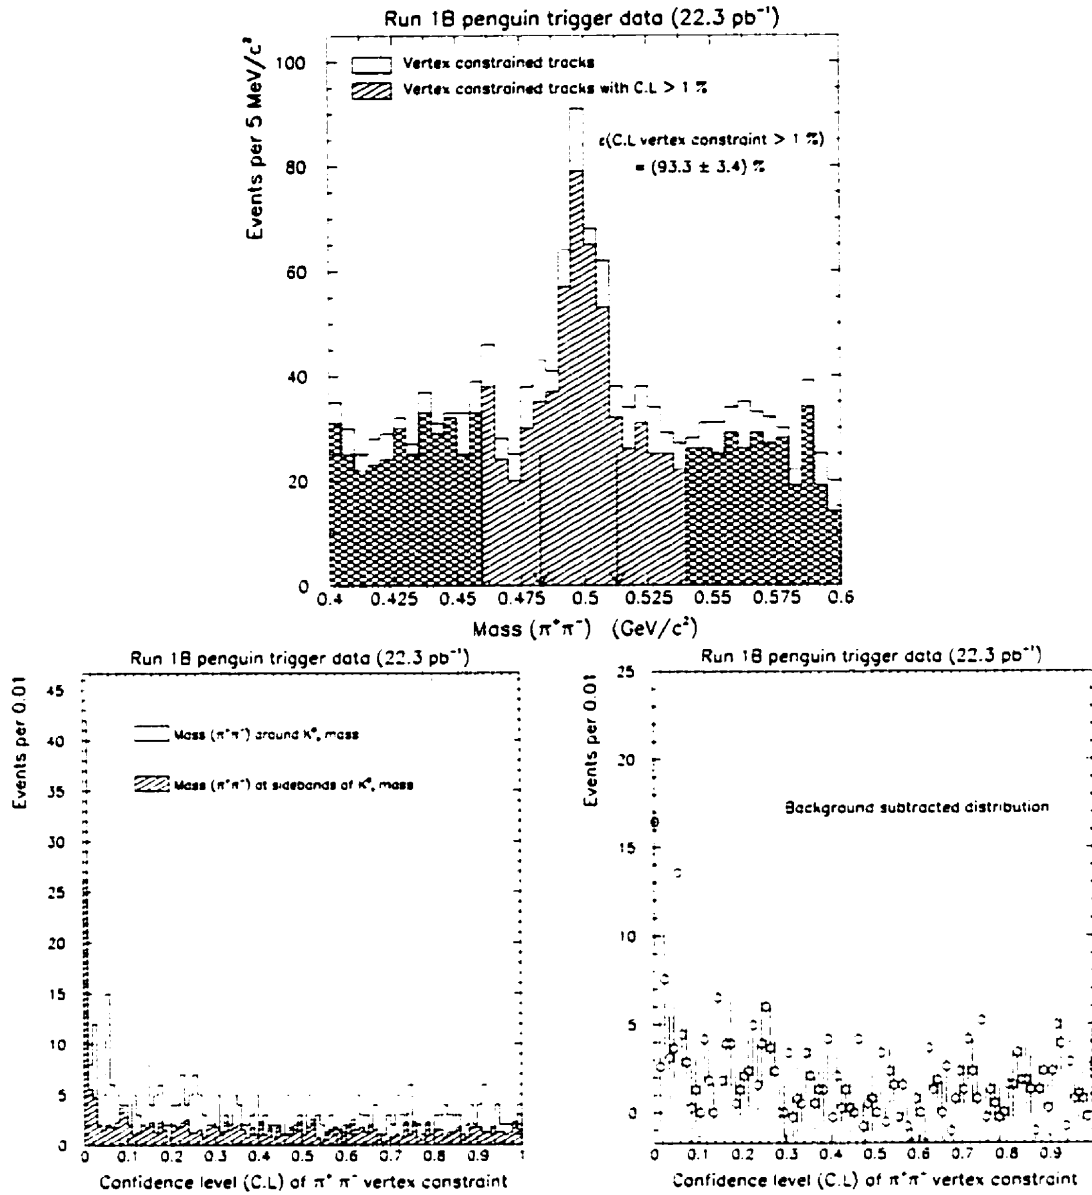 Run 1B penguin trigger data (22.3 pb⁻¹)
Events per 5 MeV/c²
100
80
60
40
20
0
Vertex constrained tracks
Vertex constrained tracks with C.L > 1 %
ε(C.L vertex constraint > 1 %)
= (93.3 ± 3.4) %
0.4 0.425 0.45 0.475 0.5 0.525 0.55 0.575 0.6
Mass (π⁺π⁻) (GeV/c²)
Run 1B penguin trigger data (22.3 pb⁻¹)
Events per 0.01
45
40
35
30
25
20
15
10
5
0
Mass (π⁺π⁻) around K⁰ₛ mass
Mass (π⁺π⁻) at sidebands of K⁰ₛ mass
0 0.1 0.2 0.3 0.4 0.5 0.6 0.7 0.8 0.9 1
Confidence level (C.L) of π⁺ π⁻ vertex constraint
Run 1B penguin trigger data (22.3 pb⁻¹)
Events per 0.01
25
20
15
10
5
0
Background subtracted distribution
0 0.1 0.2 0.3 0.4 0.5 0.6 0.7 0.8 0.9
Confidence level (C.L) of π⁺π⁻ vertex constraint